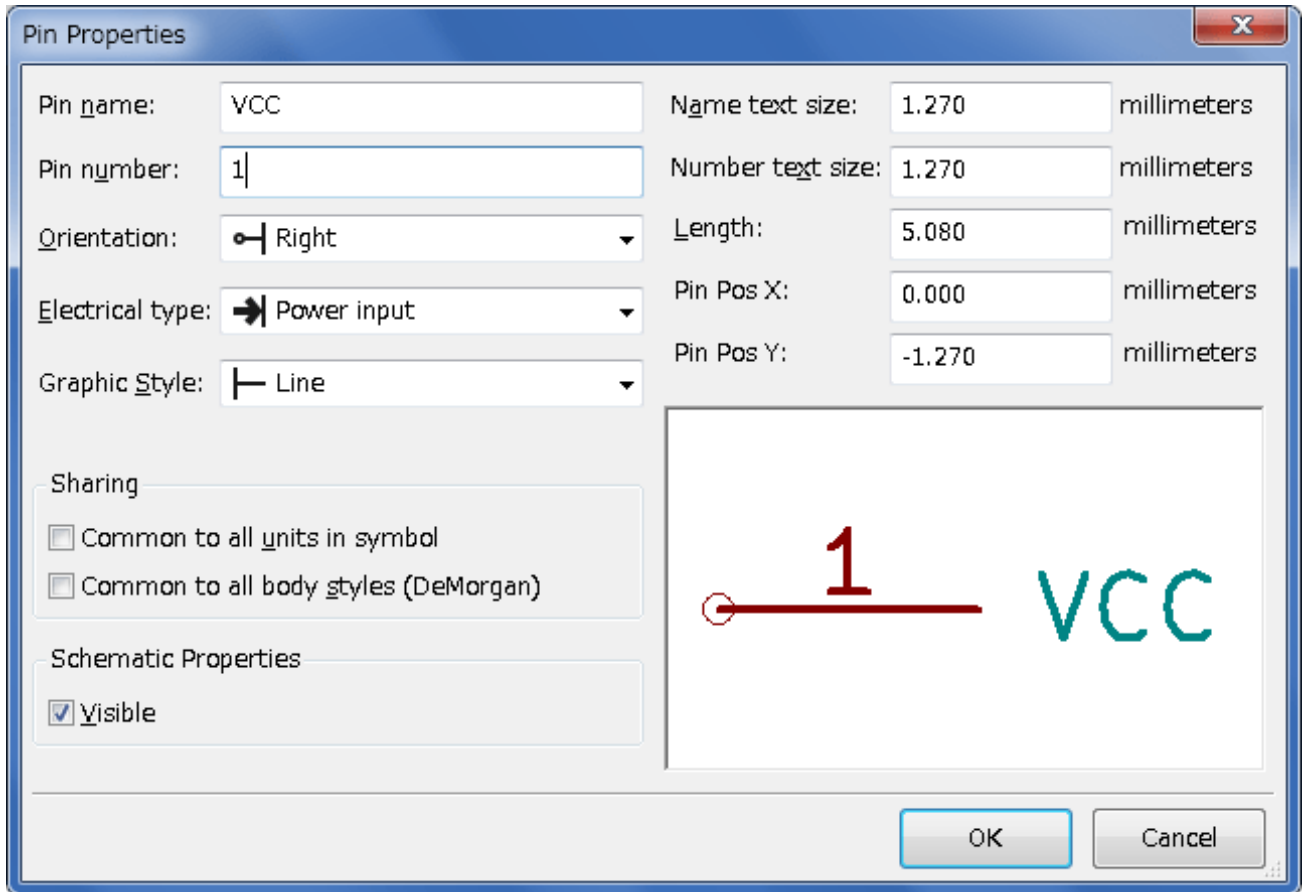 Pin Properties
Pin name: VCC
Pin number: 1
Orientation: Right
Electrical type: Power input
Graphic Style: Line
Sharing
Common to all units in symbol
Common to all body styles (DeMorgan)
Schematic Properties
Visible
Name text size: 1.270 millimeters
Number text size: 1.270 millimeters
Length: 5.080 millimeters
Pin Pos X: 0.000 millimeters
Pin Pos Y: -1.270 millimeters
1 VCC
OK Cancel